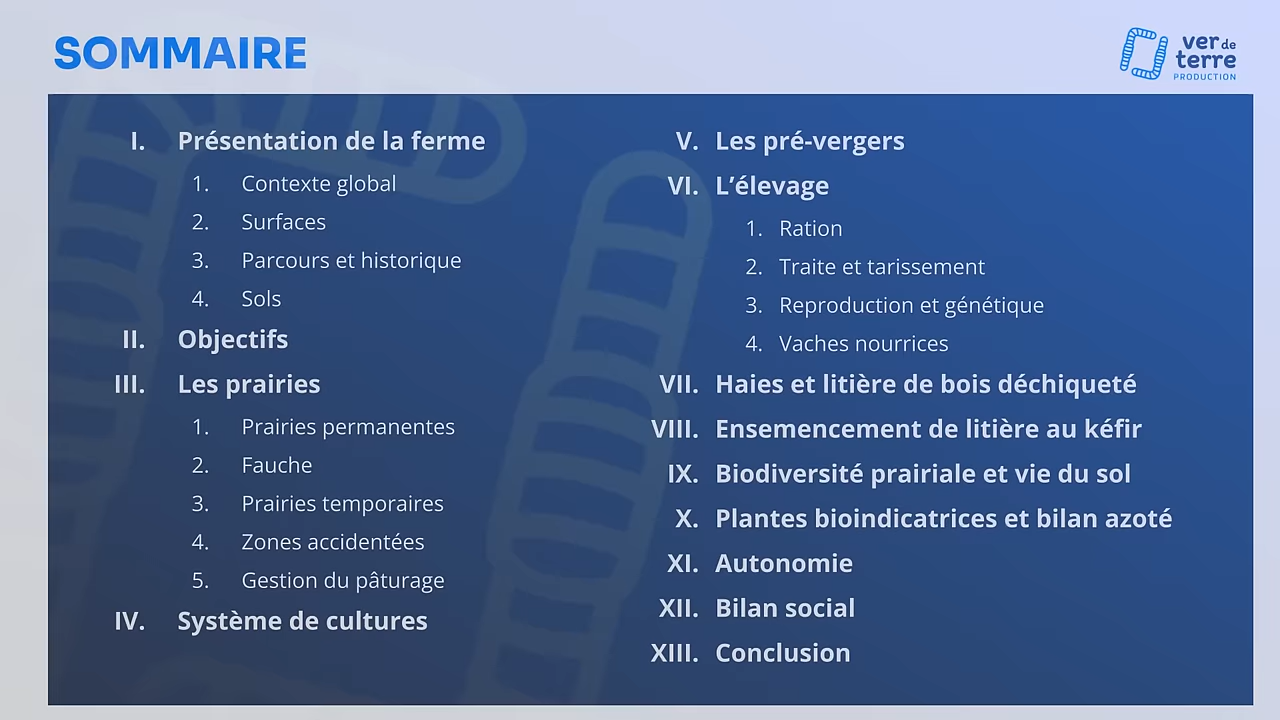 SOMMAIRE
ver de
terre
PRODUCTION
I. Présentation de la ferme
1. Contexte global
2. Surfaces
3. Parcours et historique
4. Sols
II. Objectifs
III. Les prairies
1. Prairies permanentes
2. Fauche
3. Prairies temporaires
4. Zones accidentées
5. Gestion du pâturage
IV. Système de cultures
V. Les pré-vergers
VI. L’élevage
1. Ration
2. Traite et tarissement
3. Reproduction et génétique
4. Vaches nourrices
VII. Haies et litière de bois déchiqueté
VIII. Ensemencement de litière au kéfir
IX. Biodiversité prairiale et vie du sol
X. Plantes bioindicatrices et bilan azoté
XI. Autonomie
XII. Bilan social
XIII. Conclusion